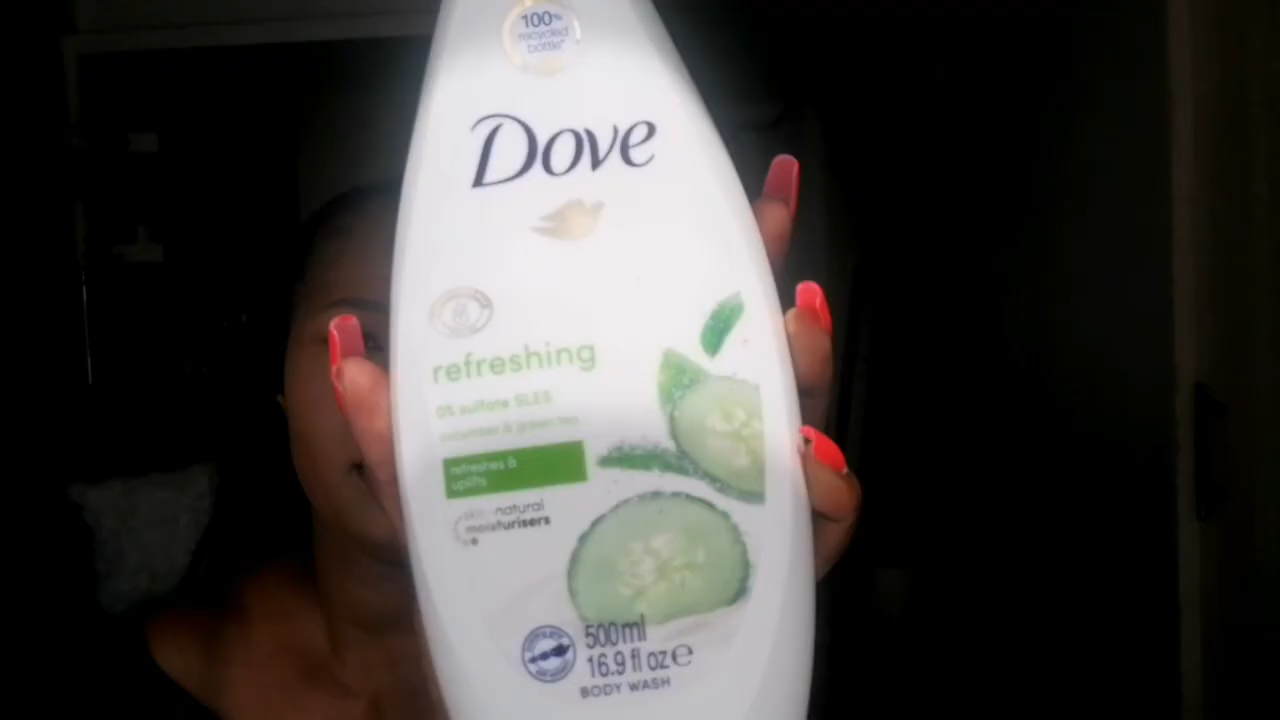 100%
recycled
bottle*
Dove
refreshing
0% sulfate SLES
cucumber & green tea
refreshes &
uplifts
skin-natural
moisturisers
500ml
16.9 fl oz e
BODY WASH